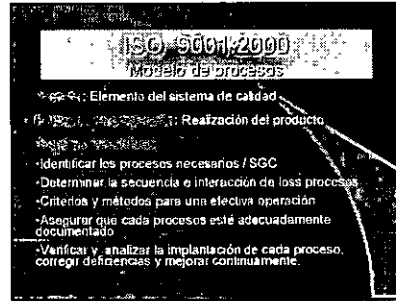 ISO 9001:2000
Modelo de procesos
: Elemento del sistema de calidad
: Realización del producto
•Identificar los procesos necesarios / SGC
•Determinar la secuencia e interacción de loss procesos
•Criterios y métodos para una efectiva operación
•Asegurar que cada procesos esté adecuadamente
documentado
•Verificar y analizar la implantación de cada proceso,
corregir deficiencias y mejorar continuamente.